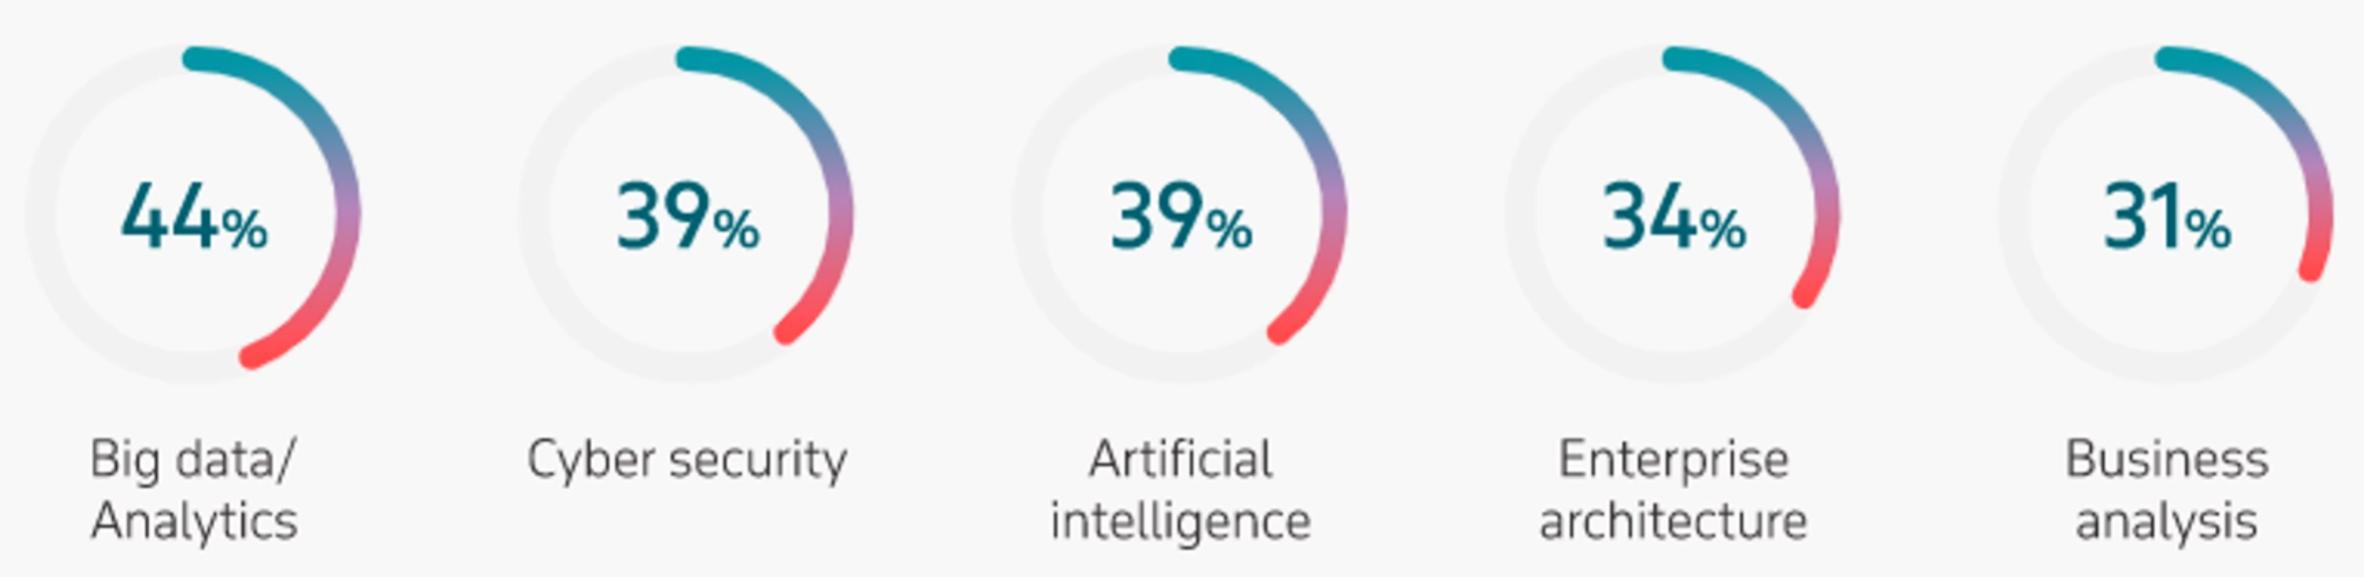 44%
Big data/
Analytics
39%
Cyber security
39%
Artificial
intelligence
34%
Enterprise
architecture
31%
Business
analysis